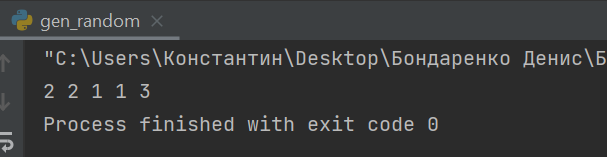 gen_random
"C:\Users\Константин\Desktop\Бондаренко Денис\Б
2 2 1 1 3
Process finished with exit code 0